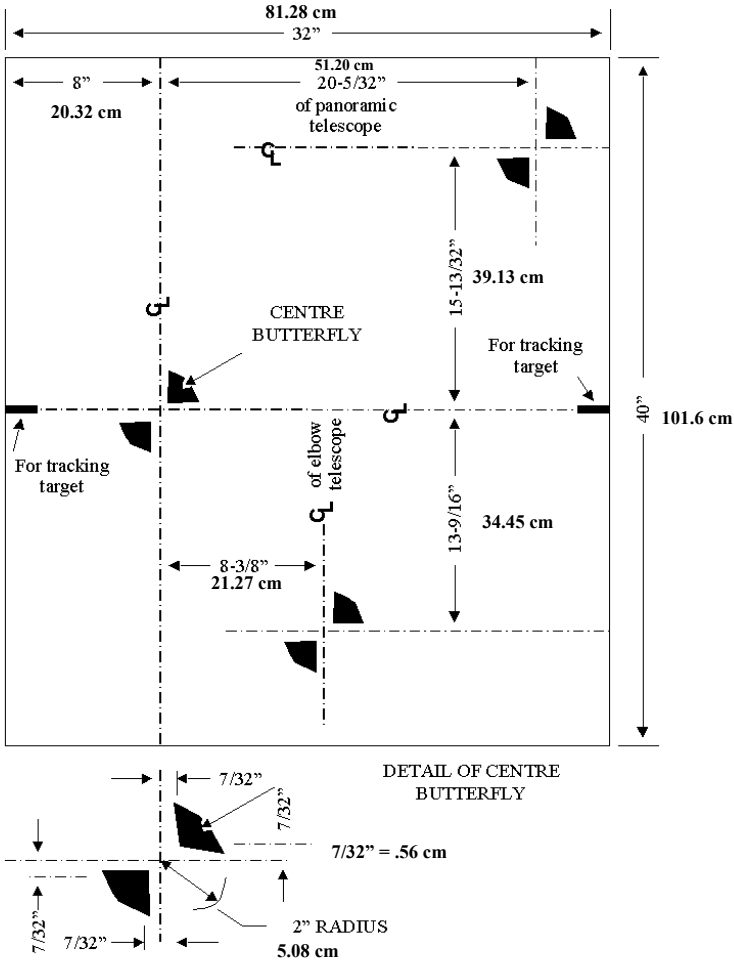 81.28 cm
32”
8”
20.32 cm
51.20 cm
20-5/32”
of panoramic
telescope
CL
15-13/32”
39.13 cm
CL
CENTRE
BUTTERFLY
For tracking
target
CL
40”
101.6 cm
For tracking
target
of elbow
telescope
CL
13-9/16”
34.45 cm
8-3/8”
21.27 cm
DETAIL OF CENTRE
BUTTERFLY
7/32”
7/32”
7/32” = .56 cm
7/32”
7/32”
2” RADIUS
5.08 cm